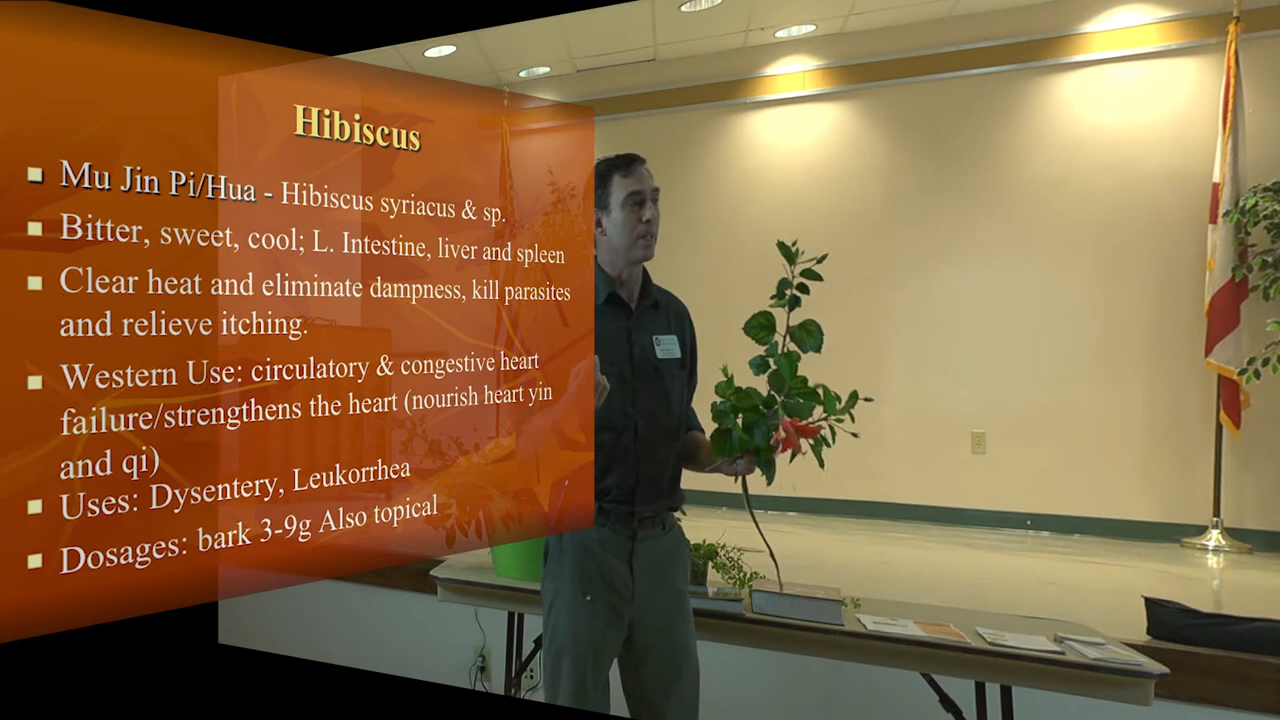 Hibiscus
Mu Jin Pi/Hua - Hibiscus syriacus & sp.
Bitter, sweet, cool; L. Intestine, liver and spleen
Clear heat and eliminate dampness, kill parasites
and relieve itching.
Western Use: circulatory & congestive heart
failure/strengthens the heart (nourish heart yin
and qi)
Uses: Dysentery, Leukorrhea
Dosages: bark 3-9g Also topical